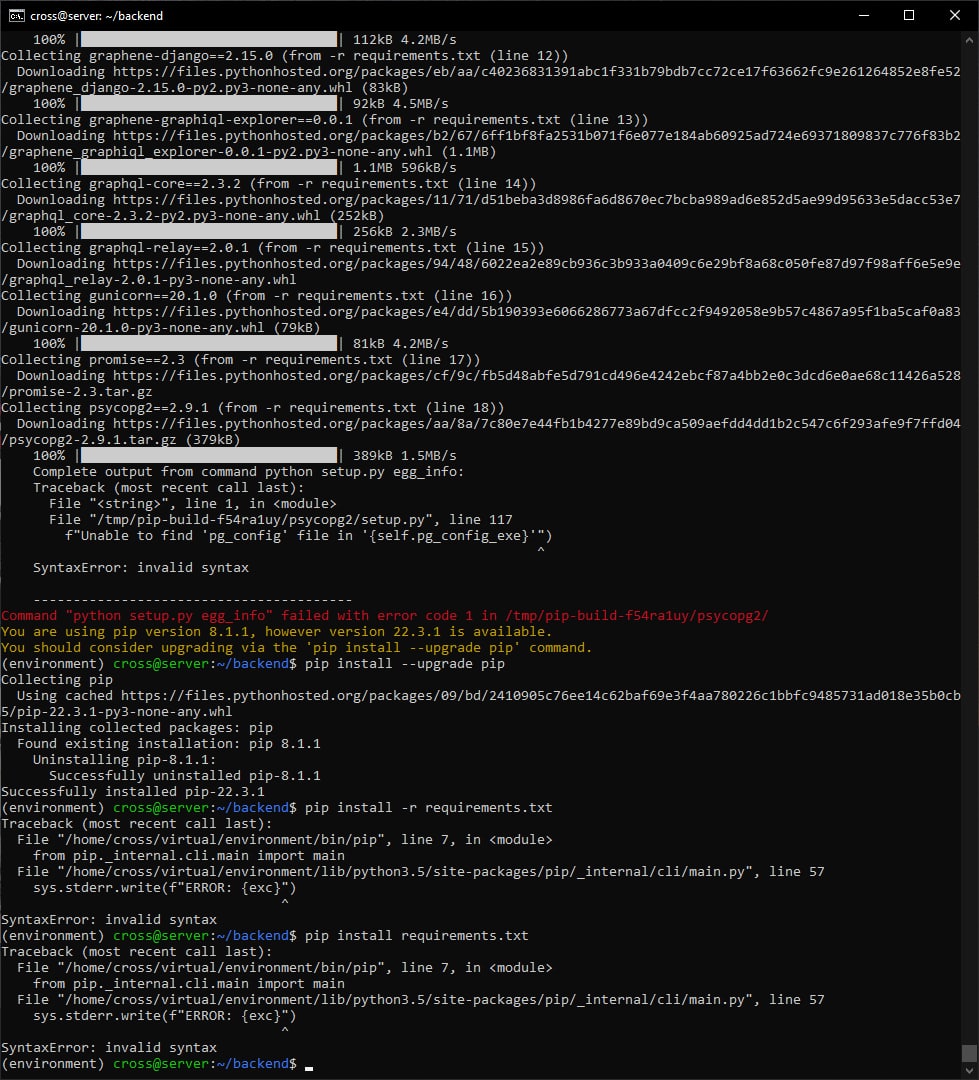 cross@server: ~/backend
100% |████████████████████████████████| 112kB 4.2MB/s
Collecting graphene-django==2.15.0 (from -r requirements.txt (line 12))
Downloading https://files.pythonhosted.org/packages/eb/aa/c40236831391abc1f331b79bdb7cc72ce17f63662fc9e261264852e8fe52
/graphene_django-2.15.0-py2.py3-none-any.whl (83kB)
100% |████████████████████████████████| 92kB 4.5MB/s
Collecting graphene-graphiql-explorer==0.0.1 (from -r requirements.txt (line 13))
Downloading https://files.pythonhosted.org/packages/b2/67/6ff1bf8fa2531b071f6e077e184ab60925ad724e69371809837c776f83b2
/graphene_graphiql_explorer-0.0.1-py2.py3-none-any.whl (1.1MB)
100% |████████████████████████████████| 1.1MB 596kB/s
Collecting graphql-core==2.3.2 (from -r requirements.txt (line 14))
Downloading https://files.pythonhosted.org/packages/11/71/d51beba3d8986fa6d8670ec7bcba989ad6e852d5ae99d95633e5dacc53e7
/graphql_core-2.3.2-py2.py3-none-any.whl (252kB)
100% |████████████████████████████████| 256kB 2.3MB/s
Collecting graphql-relay==2.0.1 (from -r requirements.txt (line 15))
Downloading https://files.pythonhosted.org/packages/94/48/6022ea2e89cb936c3b933a0409c6e29bf8a68c050fe87d97f98aff6e5e9e
/graphql_relay-2.0.1-py3-none-any.whl
Collecting gunicorn==20.1.0 (from -r requirements.txt (line 16))
Downloading https://files.pythonhosted.org/packages/e4/dd/5b190393e6066286773a67dfcc2f9492058e9b57c4867a95f1ba5caf0a83
/gunicorn-20.1.0-py3-none-any.whl (79kB)
100% |████████████████████████████████| 81kB 4.2MB/s
Collecting promise==2.3 (from -r requirements.txt (line 17))
Downloading https://files.pythonhosted.org/packages/cf/9c/fb5d48abfe5d791cd496e4242ebcf87a4bb2e0c3dcd6e0ae68c11426a528
/promise-2.3.tar.gz
Collecting psycopg2==2.9.1 (from -r requirements.txt (line 18))
Downloading https://files.pythonhosted.org/packages/aa/8a/7c80e7e44fb1b4277e89bd9ca509aefdd4dd1b2c547c6f293afe9f7ffd04
/psycopg2-2.9.1.tar.gz (379kB)
100% |████████████████████████████████| 389kB 1.5MB/s
Complete output from command python setup.py egg_info:
Traceback (most recent call last):
File "<string>", line 1, in <module>
File "/tmp/pip-build-f54ra1uy/psycopg2/setup.py", line 117
f"Unable to find 'pg_config' file in '{self.pg_config_exe}'")
^
SyntaxError: invalid syntax
----------------------------------------
Command "python setup.py egg_info" failed with error code 1 in /tmp/pip-build-f54ra1uy/psycopg2/
You are using pip version 8.1.1, however version 22.3.1 is available.
You should consider upgrading via the 'pip install --upgrade pip' command.
(environment) cross@server:~/backend$ pip install --upgrade pip
Collecting pip
Using cached https://files.pythonhosted.org/packages/09/bd/2410905c76ee14c62baf69e3f4aa780226c1bbfc9485731ad018e35b0cb
5/pip-22.3.1-py3-none-any.whl
Installing collected packages: pip
Found existing installation: pip 8.1.1
Uninstalling pip-8.1.1:
Successfully uninstalled pip-8.1.1
Successfully installed pip-22.3.1
(environment) cross@server:~/backend$ pip install -r requirements.txt
Traceback (most recent call last):
File "/home/cross/virtual/environment/bin/pip", line 7, in <module>
from pip._internal.cli.main import main
File "/home/cross/virtual/environment/lib/python3.5/site-packages/pip/_internal/cli/main.py", line 57
sys.stderr.write(f"ERROR: {exc}")
^
SyntaxError: invalid syntax
(environment) cross@server:~/backend$ pip install requirements.txt
Traceback (most recent call last):
File "/home/cross/virtual/environment/bin/pip", line 7, in <module>
from pip._internal.cli.main import main
File "/home/cross/virtual/environment/lib/python3.5/site-packages/pip/_internal/cli/main.py", line 57
sys.stderr.write(f"ERROR: {exc}")
^
SyntaxError: invalid syntax
(environment) cross@server:~/backend$